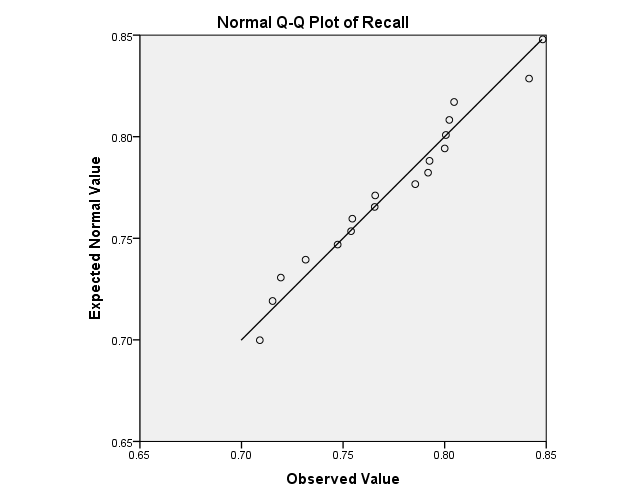 Normal Q-Q Plot of Recall
0.85
0.80
0.75
0.70
0.65
Expected Normal Value
0.65 0.70 0.75 0.80 0.85
Observed Value